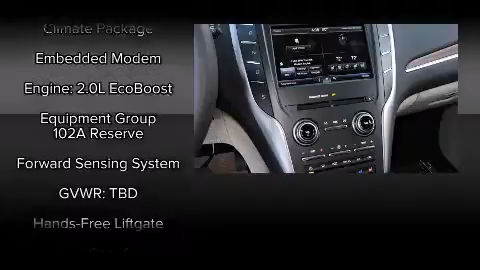 Climate Package
Embedded Modem
Engine: 2.0L EcoBoost
Equipment Group
102A Reserve
Forward Sensing System
GVWR: TBD
Hands-Free Liftgate